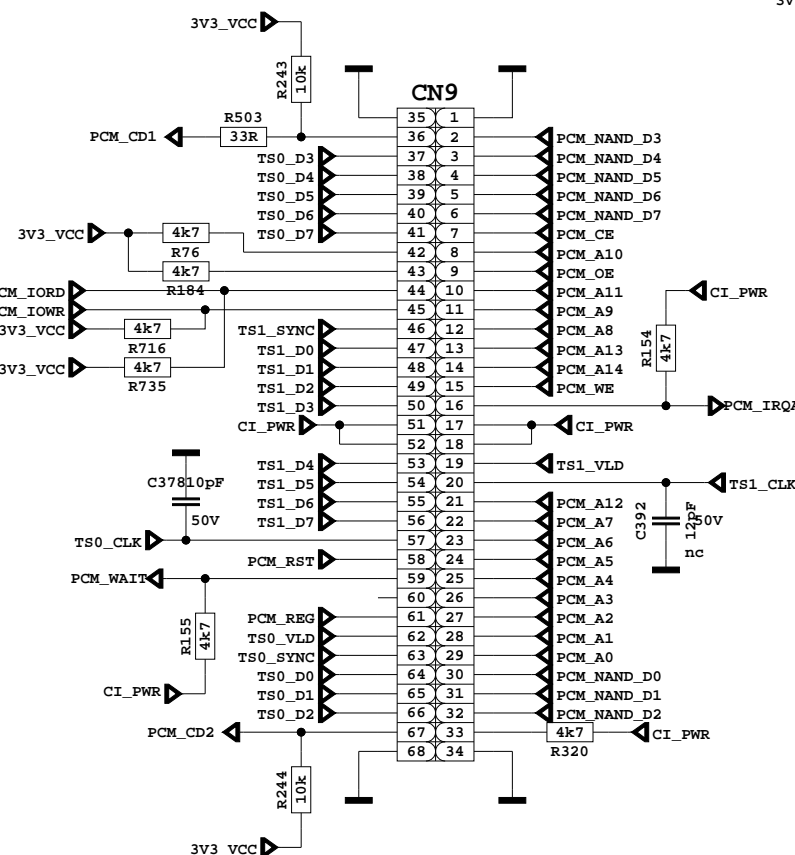 3V
3V3_VCC
R243
10k
CN9
R503
33R
PCM_CD1
35 1
36 2 PCM_NAND_D3
TS0_D3 37 3 PCM_NAND_D4
TS0_D4 38 4 PCM_NAND_D5
TS0_D5 39 5 PCM_NAND_D6
TS0_D6 40 6 PCM_NAND_D7
TS0_D7 41 7 PCM_CE
3V3_VCC 4k7
R76
42 8 PCM_A10
4k7
R184
43 9 PCM_OE
CM_IORD 44 10 PCM_A11
CI_PWR
CM_IOWR 45 11 PCM_A9
3V3_VCC 4k7
R716
TS1_SYNC 46 12 PCM_A8
TS1_D0 47 13 PCM_A13
R154
4k7
3V3_VCC 4k7
R735
TS1_D1 48 14 PCM_A14
TS1_D2 49 15 PCM_WE
TS1_D3 50 16 PCM_IRQA
CI_PWR 51 17 CI_PWR
52 18
TS1_D4 53 19 TS1_VLD
C378 10pF
50V
TS1_D5 54 20 TS1_CLK
TS1_D6 55 21 PCM_A12
TS1_D7 56 22 PCM_A7
C392
12pF
50V
nc
TS0_CLK 57 23 PCM_A6
PCM_RST 58 24 PCM_A5
PCM_WAIT 59 25 PCM_A4
60 26 PCM_A3
R155
4k7
PCM_REG 61 27 PCM_A2
TS0_VLD 62 28 PCM_A1
TS0_SYNC 63 29 PCM_A0
TS0_D0 64 30 PCM_NAND_D0
CI_PWR
TS0_D1 65 31 PCM_NAND_D1
TS0_D2 66 32 PCM_NAND_D2
PCM_CD2 67 33 4k7 CI_PWR
R320
68 34
R244
10k
3V3_VCC